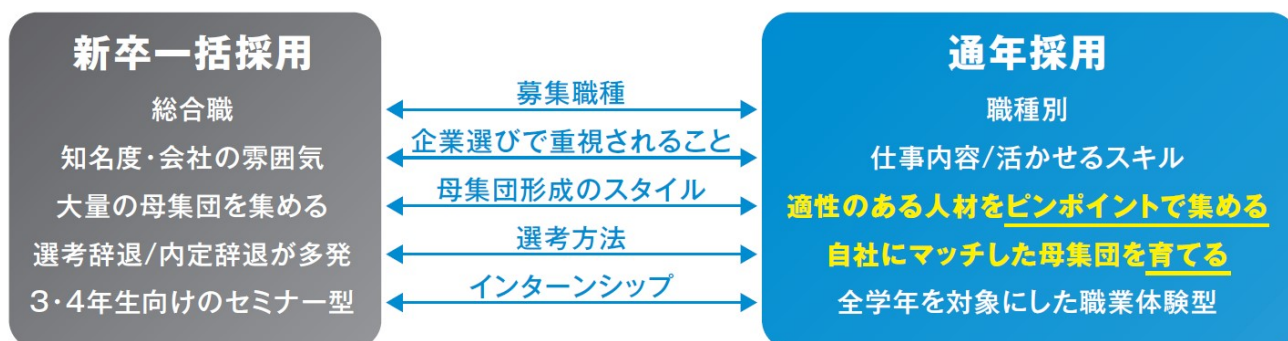 新卒一括採用
総合職
知名度・会社の雰囲気
大量の母集団を集める
選考辞退/内定辞退が多発
3・4年生向けのセミナー型
募集職種
企業選びで重視されること
母集団形成のスタイル
選考方法
インターンシップ
通年採用
職種別
仕事内容/活かせるスキル
適性のある人材をピンポイントで集める
自社にマッチした母集団を育てる
全学年を対象にした職業体験型